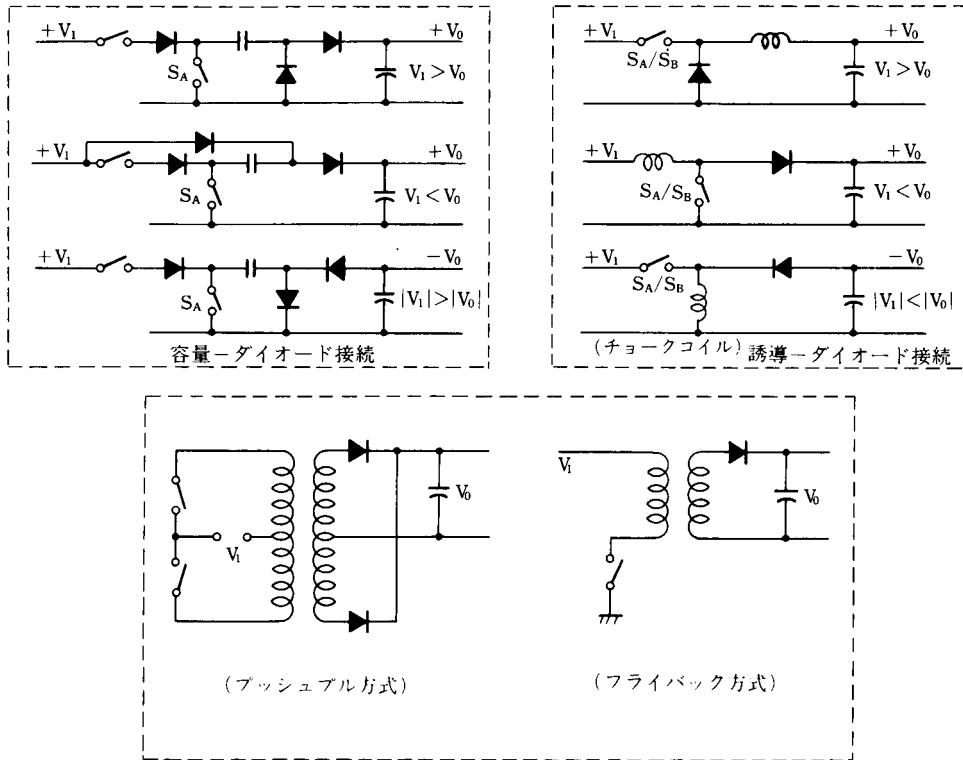 +V₁ +V₀
S_A V₁>V₀
+V₁ +V₀
S_A V₁<V₀
+V₁ −V₀
S_A |V₁|>|V₀|
容量−ダイオード接続
+V₁ +V₀
S_A/S_B V₁>V₀
+V₁ +V₀
S_A/S_B V₁<V₀
+V₁ −V₀
S_A/S_B |V₁|<|V₀|
(チョークコイル) 誘導−ダイオード接続
V₀
V₁
(プッシュプル方式)
V₁
V₀
(フライバック方式)